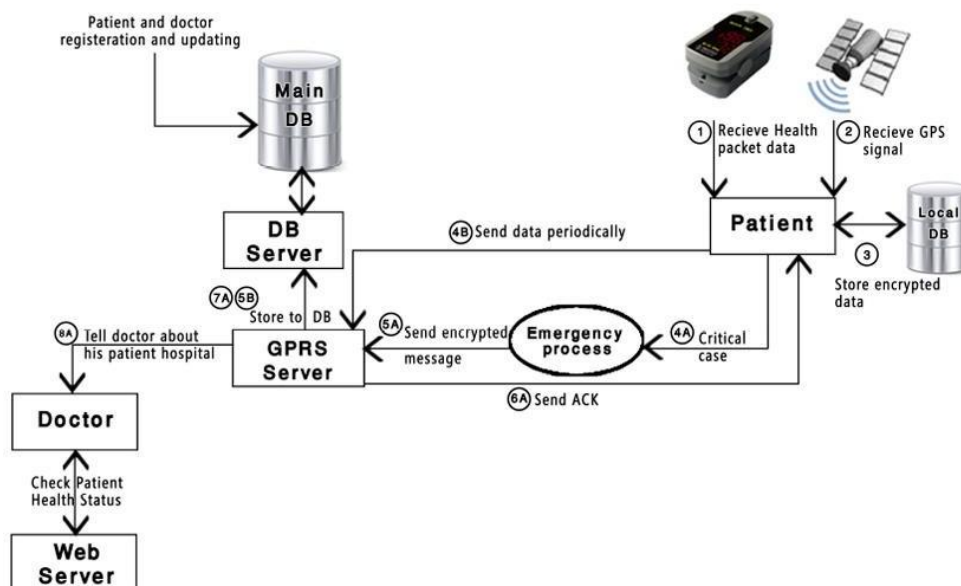 Patient and doctor
registeration and updating
Main
DB
1 Recieve Health
packet data
2 Recieve GPS
signal
DB
Server
4B Send data periodically
Patient
Local
DB
3
Store encrypted
data
7A 5B
Store to DB
8A Tell doctor about
his patient hospital
GPRS
Server
5A Send encrypted
message
Emergency
process
4A Critical
case
6A Send ACK
Doctor
Check Patient
Health Status
Web
Server